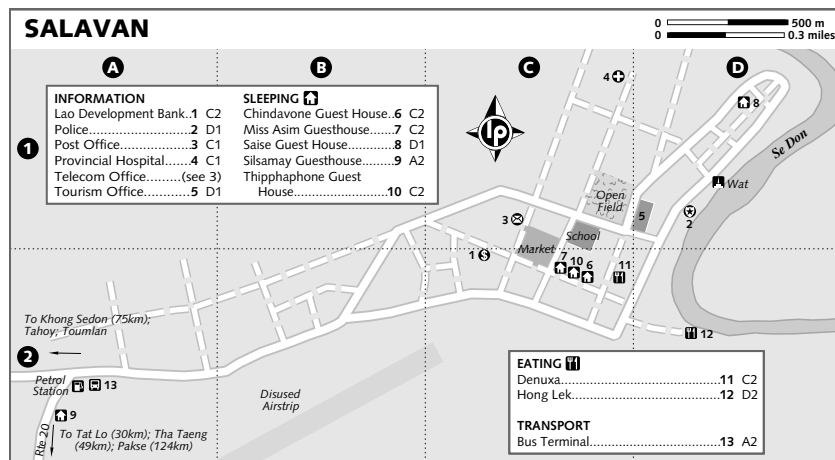 SALAVAN
0 500 m
0 0.3 miles
A B C D
INFORMATION
Lao Development Bank..1 C2
Police......................2 D1
Post Office................3 C1
Provincial Hospital.......4 C1
Telecom Office.........(see 3)
Tourism Office...........5 D1
SLEEPING
Chindavone Guest House..6 C2
Miss Asim Guesthouse......7 C2
Saise Guest House..........8 D1
Silsamay Guesthouse.......9 A2
Thipphaphone Guest
House.....................10 C2
1
lp
4
8
Se Don
Wat
Open
Field
5
2
3
School
Market
1 $
7 10 6
11
12
To Khong Sedon (75km);
Tahoy; Toumlan
2
Petrol
Station
13
9
Rte 20
To Tat Lo (30km); Tha Taeng
(49km); Pakse (124km)
Disused
Airstrip
EATING
Denuxa...............................11 C2
Hong Lek.............................12 D2
TRANSPORT
Bus Terminal........................13 A2